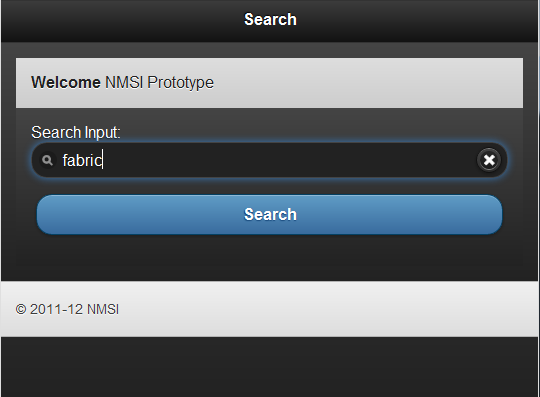 Search
Welcome NMSI Prototype
Search Input:
fabric
Search
© 2011-12 NMSI